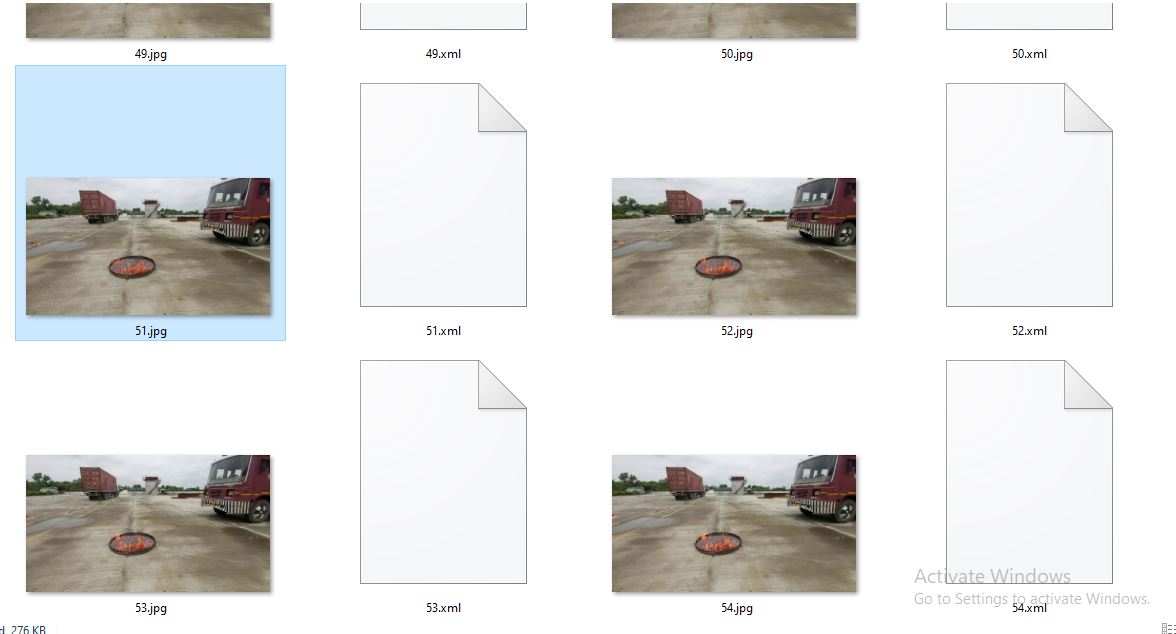 49.jpg
49.xml
50.jpg
50.xml
51.jpg
51.xml
52.jpg
52.xml
53.jpg
53.xml
54.jpg
54.xml
Activate Windows
Go to Settings to activate Windows.
276 KB